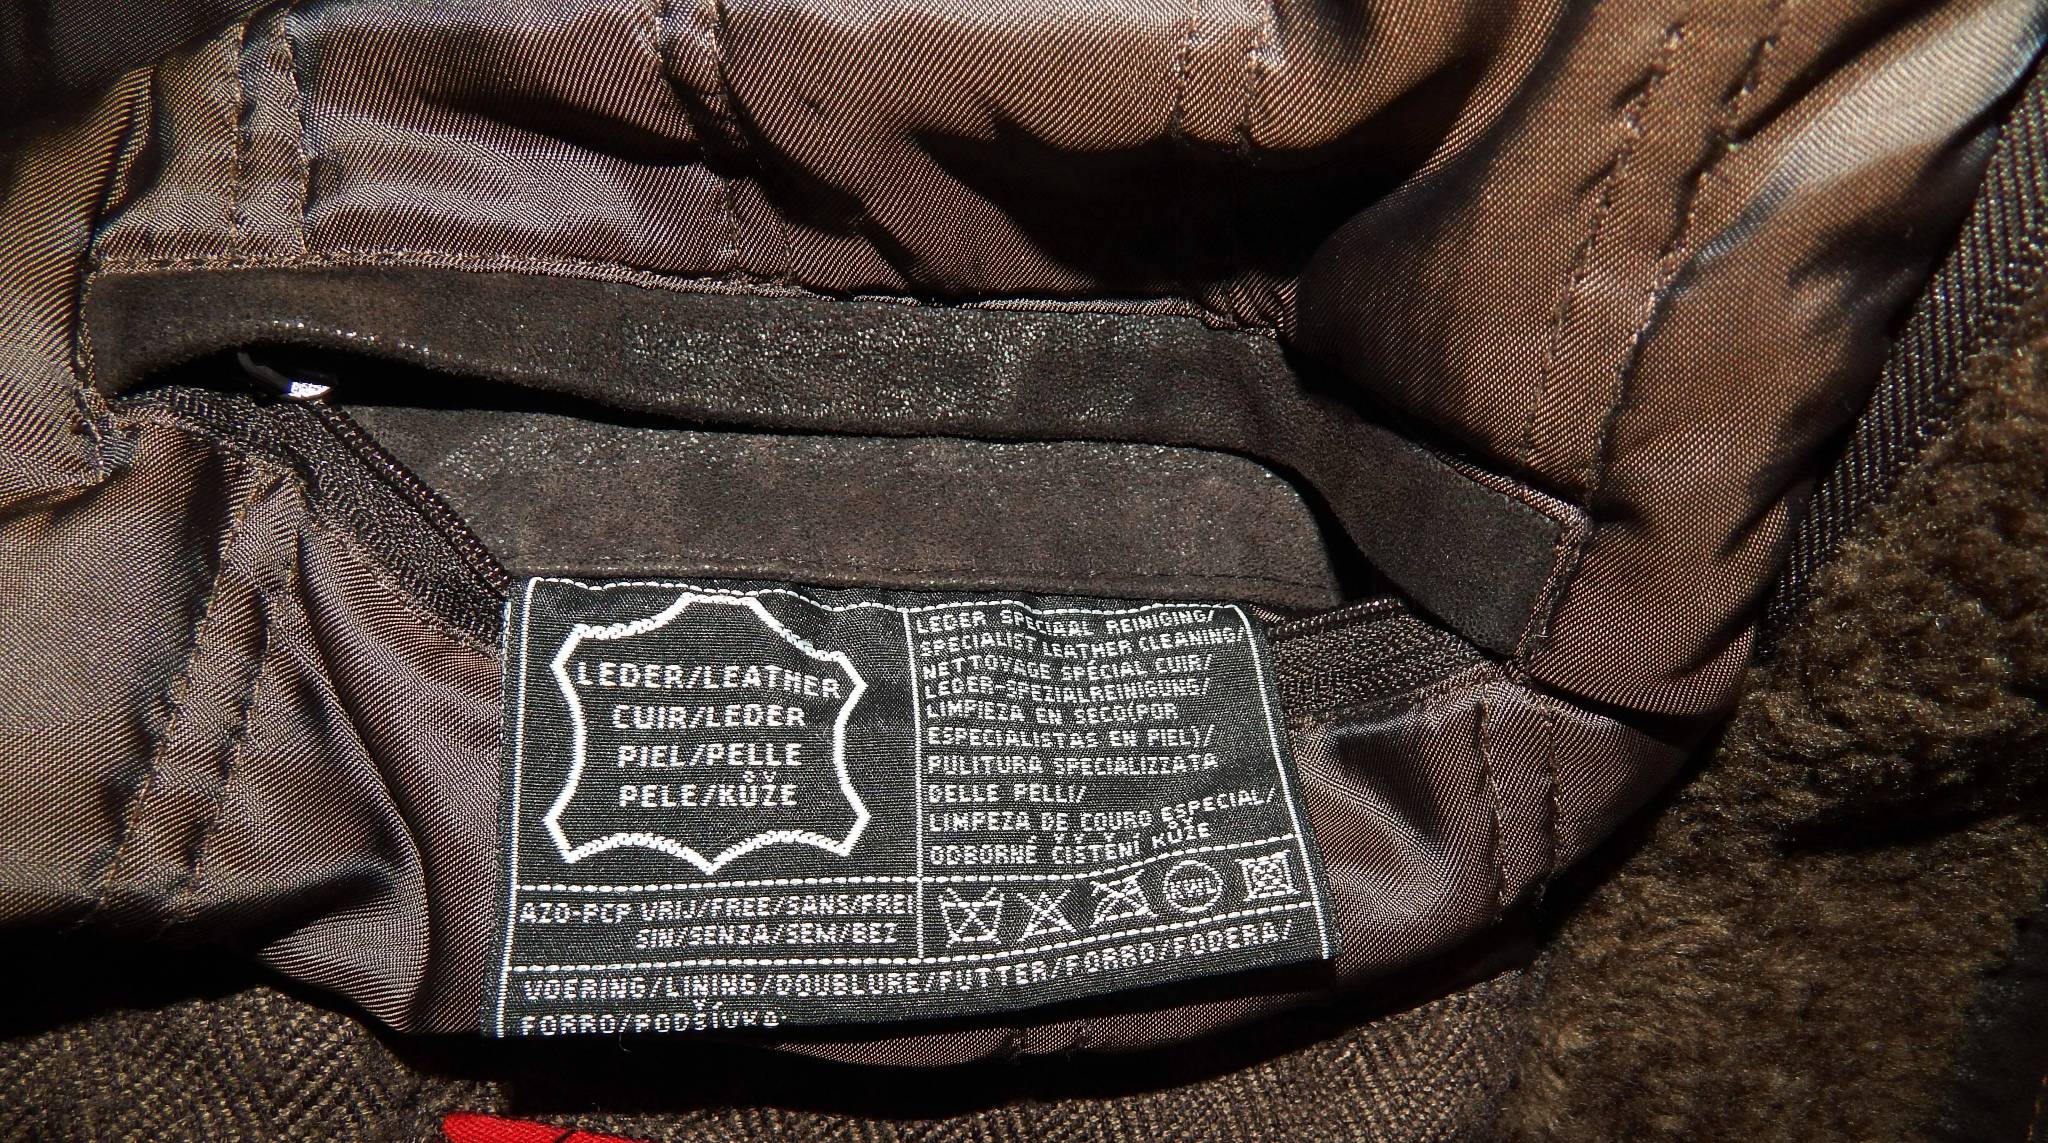 LEDER/LEATHER
CUIR/LEDER
PIEL/PELLE
PELE/KŮŽE
LEDER SPECIAAL REINIGING/
SPECIALIST LEATHER CLEANING/
NETTOYAGE SPÉCIAL CUIR/
LEDER-SPEZIALREINIGUNG/
LIMPIEZA EN SECO(POR
ESPECIALISTAS EN PIEL)/
PULITURA SPECIALIZZATA
DELLE PELLI/
LIMPEZA DE COURO ESPECIAL/
ODBORNÉ ČIŠTĚNÍ KŮŽE
KWL
AZO-PCP VRIJ/FREE/SANS/FREI
SIN/SENZA/SEM/BEZ
VOERING/LINING/DOUBLURE/FUTTER/FORRO/FODERA/
FORRO/PODŠÍVKA